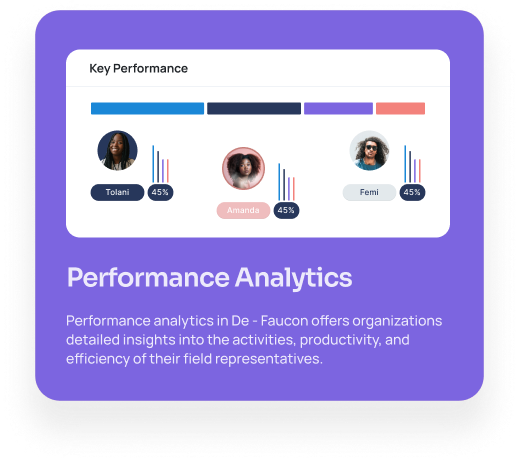 Key Performance
Tolani
45%
Amanda
45%
Femi
45%
Performance Analytics
Performance analytics in De - Faucon offers organizations
detailed insights into the activities, productivity, and
efficiency of their field representatives.